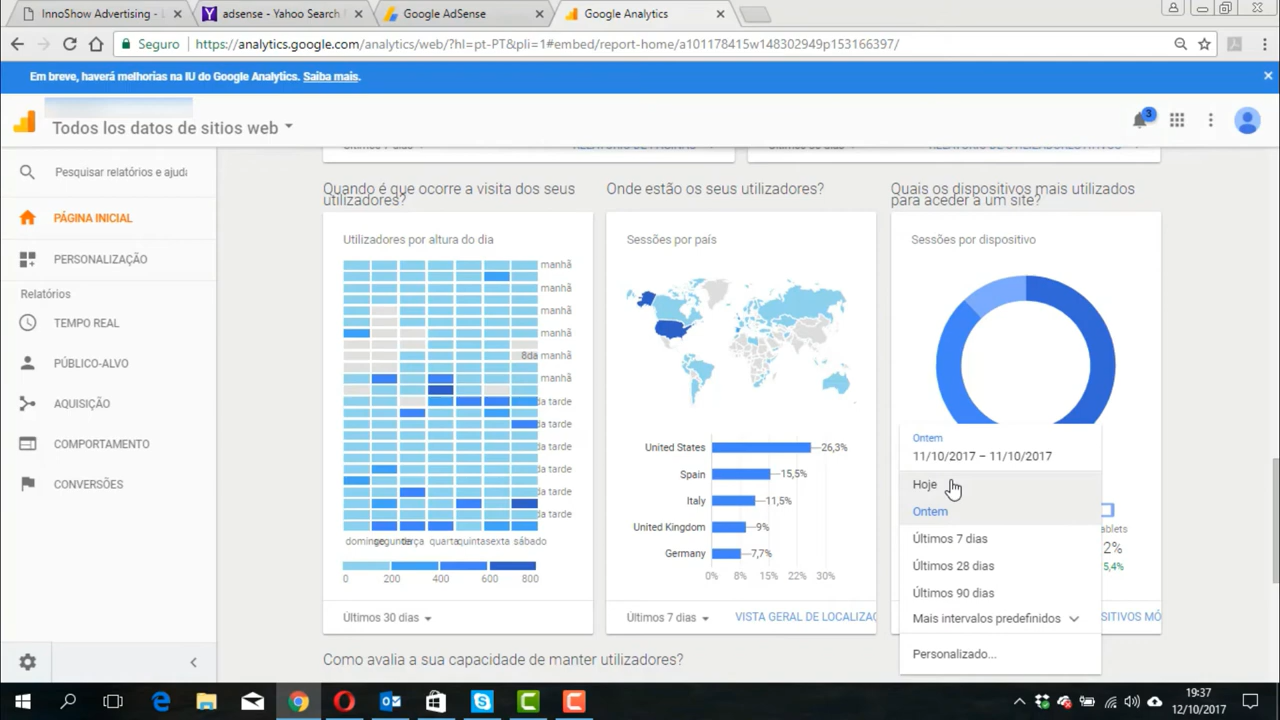 InnoShow Advertising -
adsense - Yahoo Search
Google AdSense
Google Analytics
Seguro
https://analytics.google.com/analytics/web/?hl=pt-PT&pli=1#embed/report-home/a101178415w148302949p153166397/
Em breve, haverá melhorias na IU do Google Analytics. Saiba mais.
Todos los datos de sitios web
3
Pesquisar relatórios e ajuda
PÁGINA INICIAL
PERSONALIZAÇÃO
Relatórios
TEMPO REAL
PÚBLICO-ALVO
AQUISIÇÃO
COMPORTAMENTO
CONVERSÕES
Quando é que ocorre a visita dos seus
utilizadores?
Utilizadores por altura do dia
manhã
manhã
manhã
manhã
8da manhã
manhã
da tarde
da tarde
da tarde
da tarde
da tarde
da tarde
domingo segunda terça quarta quinta sexta sábado
0 200 400 600 800
Últimos 30 dias
Onde estão os seus utilizadores?
Sessões por país
United States 26,3%
Spain 15,5%
Italy 11,5%
United Kingdom 9%
Germany 7,7%
0% 8% 15% 22% 30%
Últimos 7 dias
VISTA GERAL DE LOCALIZAÇ
Quais os dispositivos mais utilizados
para aceder a um site?
Sessões por dispositivo
Ontem
11/10/2017 – 11/10/2017
Hoje
Ontem
Últimos 7 dias
Últimos 28 dias
Últimos 90 dias
Mais intervalos predefinidos
Personalizado...
ablets
2%
5,4%
SITIVOS MÓ
Como avalia a sua capacidade de manter utilizadores?
19:37
12/10/2017